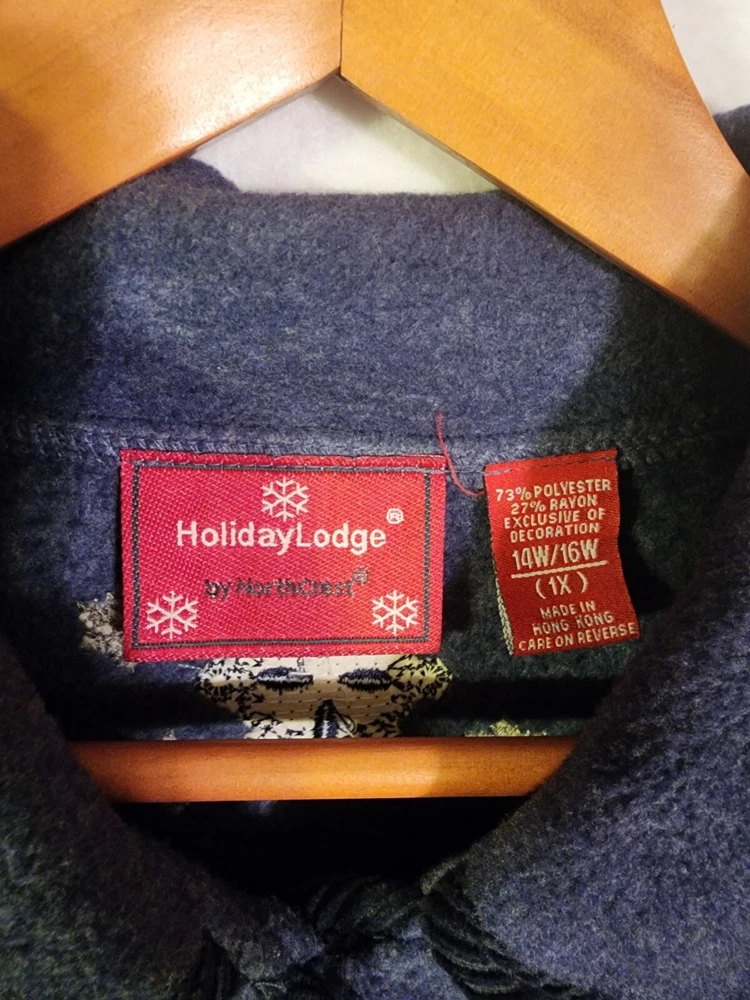 HolidayLodge®
by NorthCrest®
73% POLYESTER
27% RAYON
EXCLUSIVE OF
DECORATION
14W/16W
(1X)
MADE IN
HONG KONG
CARE ON REVERSE